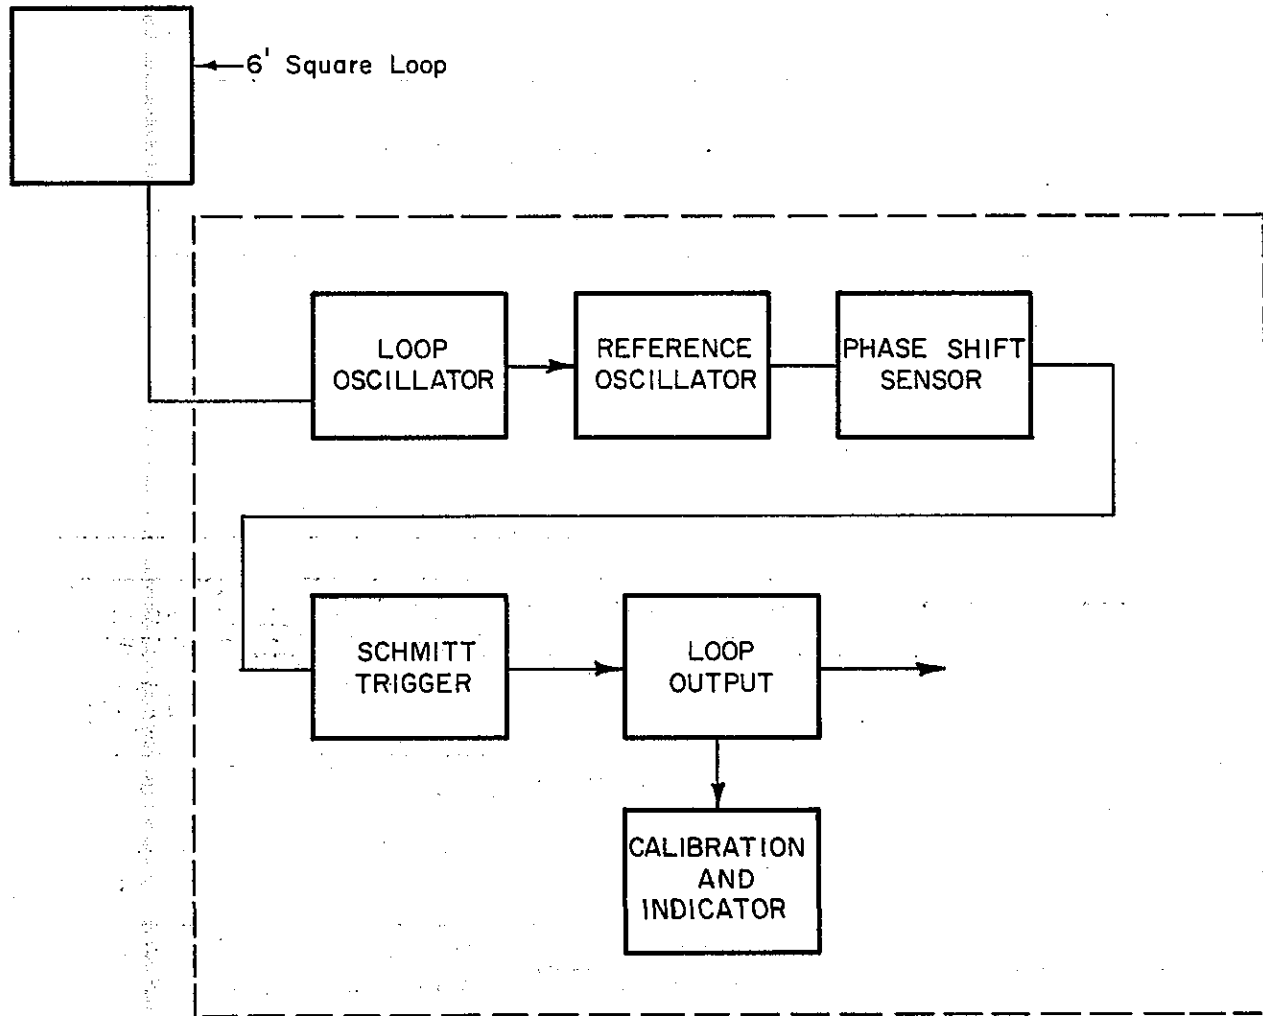 6' Square Loop
LOOP
OSCILLATOR
REFERENCE
OSCILLATOR
PHASE SHIFT
SENSOR
SCHMITT
TRIGGER
LOOP
OUTPUT
CALIBRATION
AND
INDICATOR